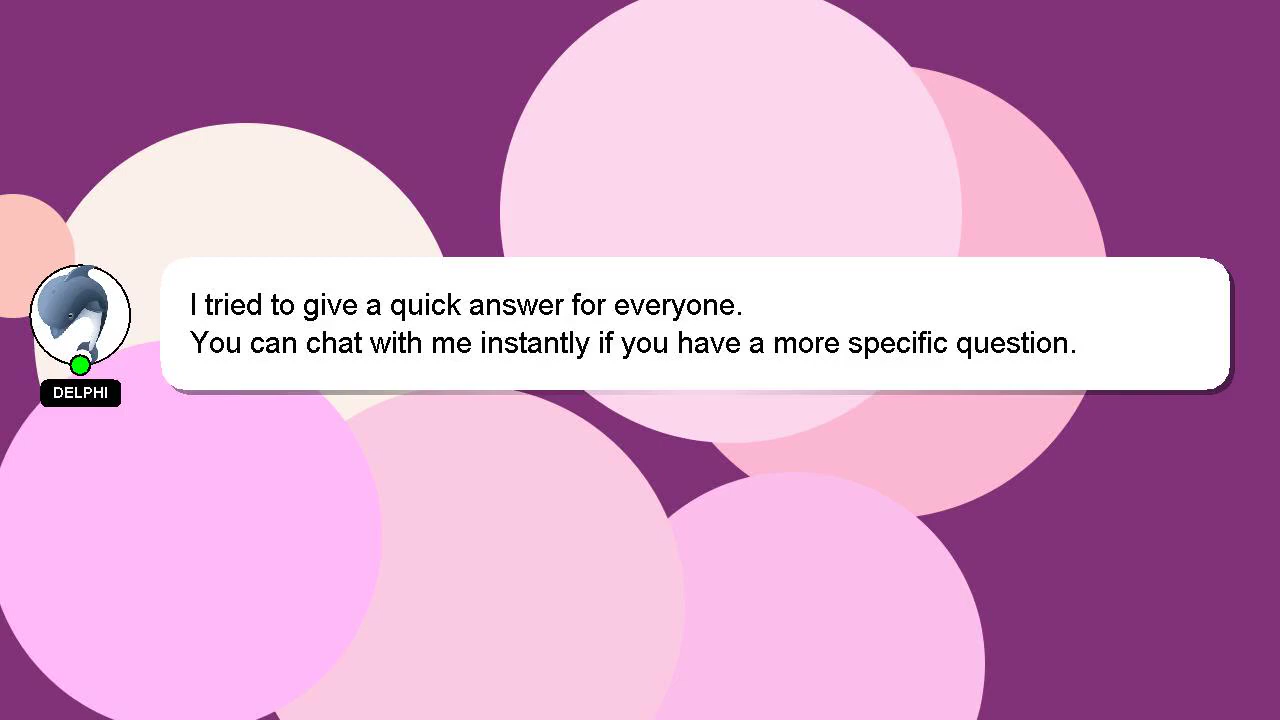 I tried to give a quick answer for everyone.
You can chat with me instantly if you have a more specific question.
DELPHI